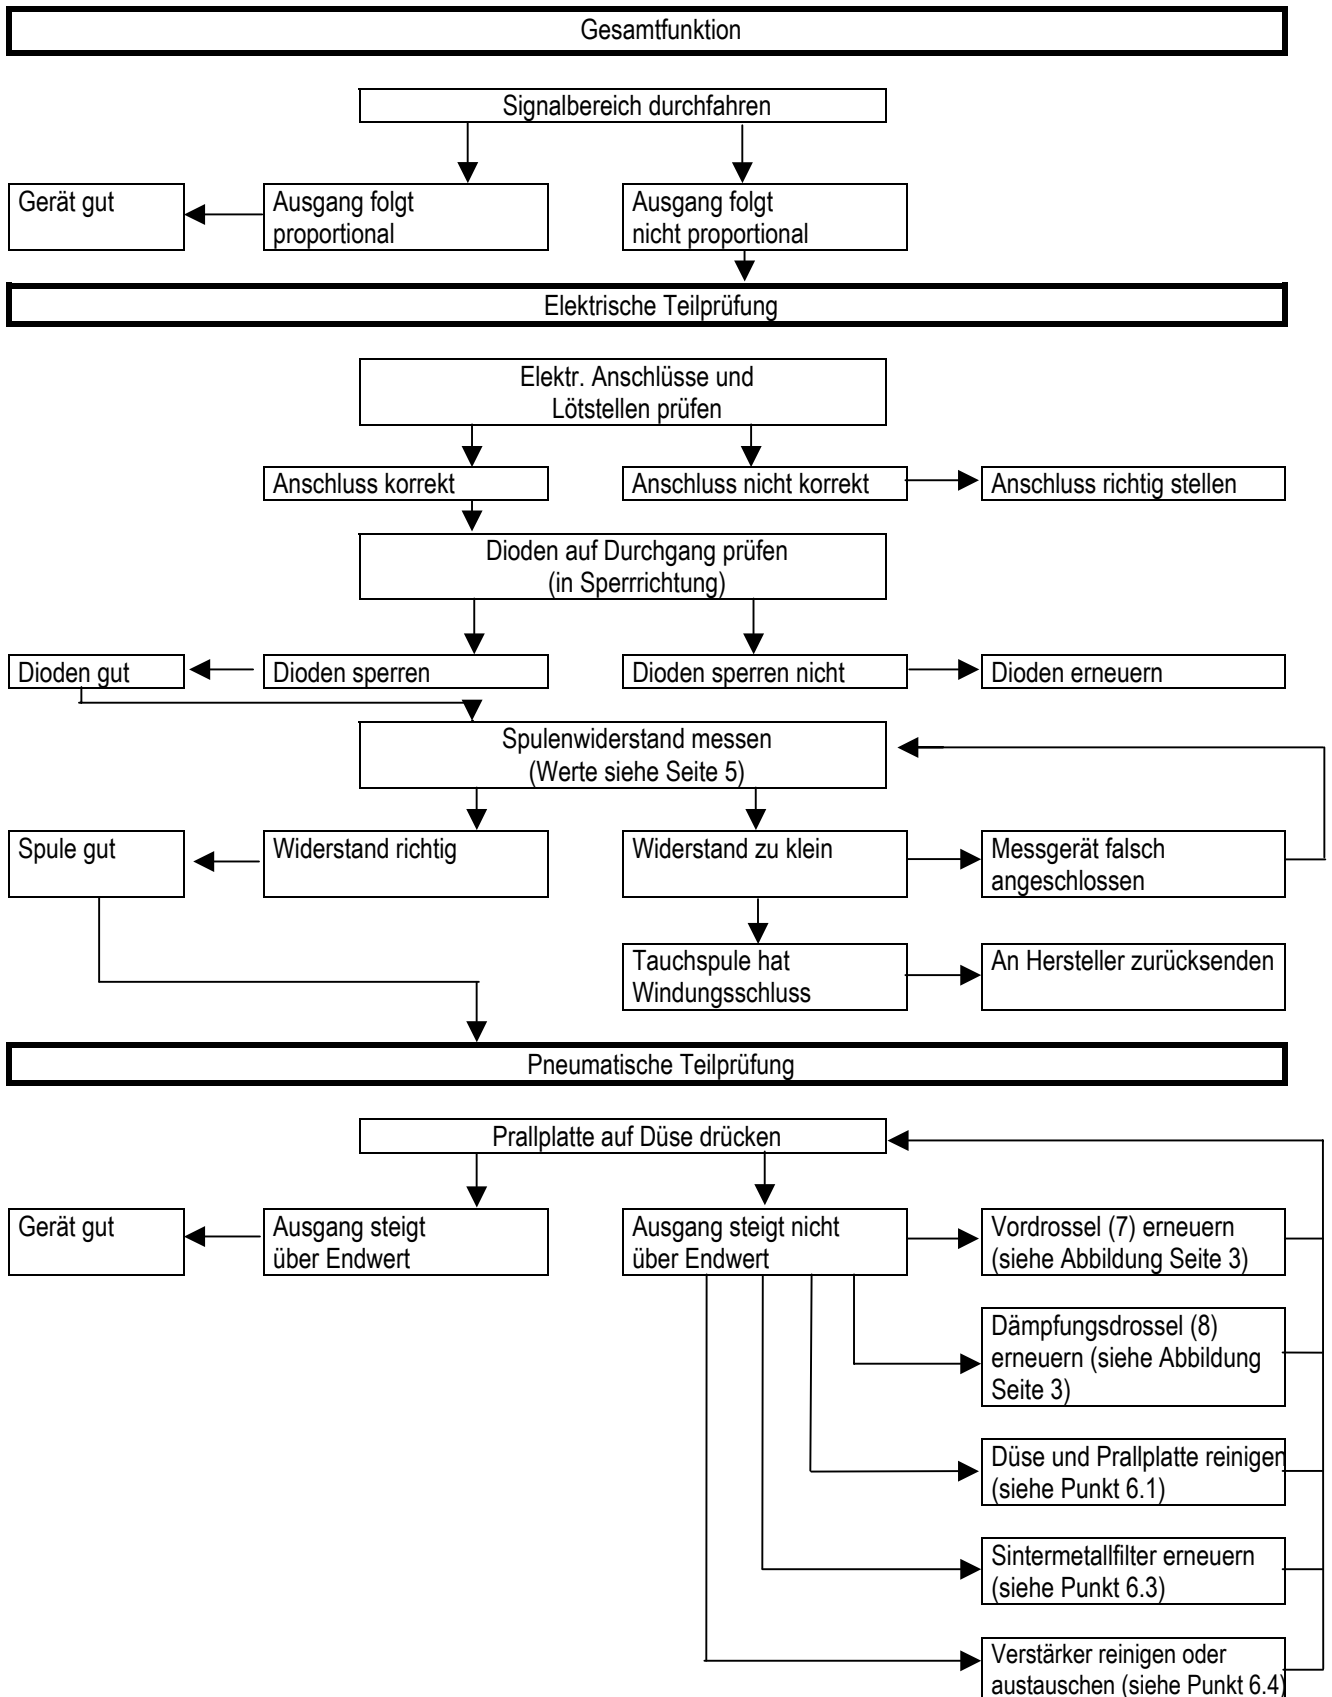 Gesamtfunktion
Signalbereich durchfahren
Gerät gut
Ausgang folgt
proportional
Ausgang folgt
nicht proportional
Elektrische Teilprüfung
Elektr. Anschlüsse und
Lötstellen prüfen
Anschluss korrekt
Anschluss nicht korrekt
Anschluss richtig stellen
Dioden auf Durchgang prüfen
(in Sperrrichtung)
Dioden gut
Dioden sperren
Dioden sperren nicht
Dioden erneuern
Spulenwiderstand messen
(Werte siehe Seite 5)
Spule gut
Widerstand richtig
Widerstand zu klein
Messgerät falsch
angeschlossen
Tauchspule hat
Windungsschluss
An Hersteller zurücksenden
Pneumatische Teilprüfung
Prallplatte auf Düse drücken
Gerät gut
Ausgang steigt
über Endwert
Ausgang steigt nicht
über Endwert
Vordrossel (7) erneuern
(siehe Abbildung Seite 3)
Dämpfungsdrossel (8)
erneuern (siehe Abbildung
Seite 3)
Düse und Prallplatte reinigen
(siehe Punkt 6.1)
Sintermetallfilter erneuern
(siehe Punkt 6.3)
Verstärker reinigen oder
austauschen (siehe Punkt 6.4)